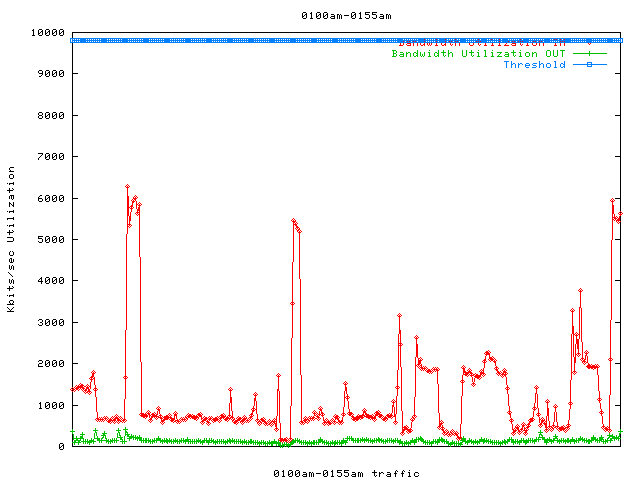 0100am-0155am
10000
Bandwidth Utilization IN
Bandwidth Utilization OUT
Threshold
9000
8000
7000
6000
5000
4000
3000
2000
1000
0
Kbits/sec Utilization
0100am-0155am traffic